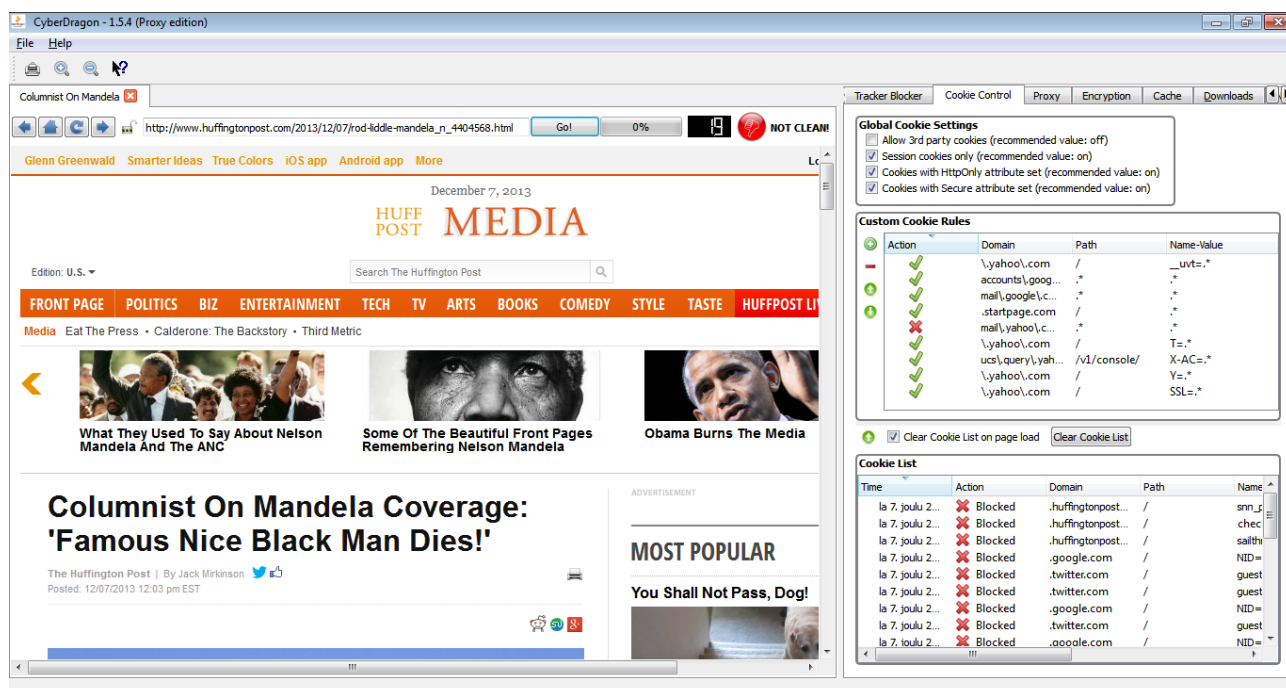 CyberDragon - 1.5.4 (Proxy edition)
File Help
Columnist On Mandela
http://www.huffingtonpost.com/2013/12/07/rod-liddle-mandela_n_4404568.html Go! 0% 19 NOT CLEAN!
Glenn Greenwald Smarter Ideas True Colors iOS app Android app More
December 7, 2013
HUFF
POST MEDIA
Edition: U.S. Search The Huffington Post
FRONT PAGE POLITICS BIZ ENTERTAINMENT TECH TV ARTS BOOKS COMEDY STYLE TASTE HUFFPOST
Media Eat The Press • Calderone: The Backstory • Third Metric
What They Used To Say About Nelson
Mandela And The ANC
Some Of The Beautiful Front Pages
Remembering Nelson Mandela
Obama Burns The Media
Columnist On Mandela Coverage:
'Famous Nice Black Man Dies!'
The Huffington Post | By Jack Mirkinson
Posted: 12/07/2013 12:03 pm EST
ADVERTISEMENT
MOST POPULAR
You Shall Not Pass, Dog!
Tracker Blocker Cookie Control Proxy Encryption Cache Downloads
Global Cookie Settings
Allow 3rd party cookies (recommended value: off)
Session cookies only (recommended value: on)
Cookies with HttpOnly attribute set (recommended value: on)
Cookies with Secure attribute set (recommended value: on)
Custom Cookie Rules
Action Domain Path Name-Value
\.yahoo\.com / __uvt=.*
accounts\.goog... .* .*
mail\.google\.c... .* .*
.startpage.com / .*
mail\.yahoo\.c... .* .*
\.yahoo\.com / T=.*
ucs\.query\.yah... /v1/console/ X-AC=.*
\.yahoo\.com / Y=.*
\.yahoo\.com / SSL=.*
Clear Cookie List on page load Clear Cookie List
Cookie List
Time Action Domain Path Name
la 7. joulu 2... Blocked .huffingtonpost... / snn_p
la 7. joulu 2... Blocked .huffingtonpost... / chec
la 7. joulu 2... Blocked .huffingtonpost... / sailthr
la 7. joulu 2... Blocked .google.com / NID=
la 7. joulu 2... Blocked .twitter.com / guest
la 7. joulu 2... Blocked .twitter.com / guest
la 7. joulu 2... Blocked .google.com / NID=
la 7. joulu 2... Blocked .twitter.com / guest
la 7. joulu 2... Blocked .google.com / NID=